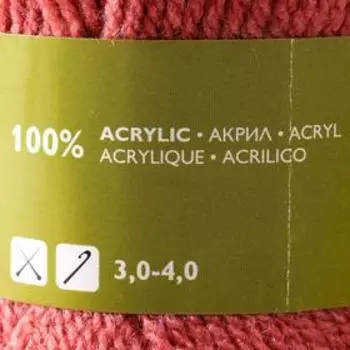 100% ACRYLIC • АКРИЛ • ACRYL
ACRYLIQUE • ACRILICO
3,0-4,0